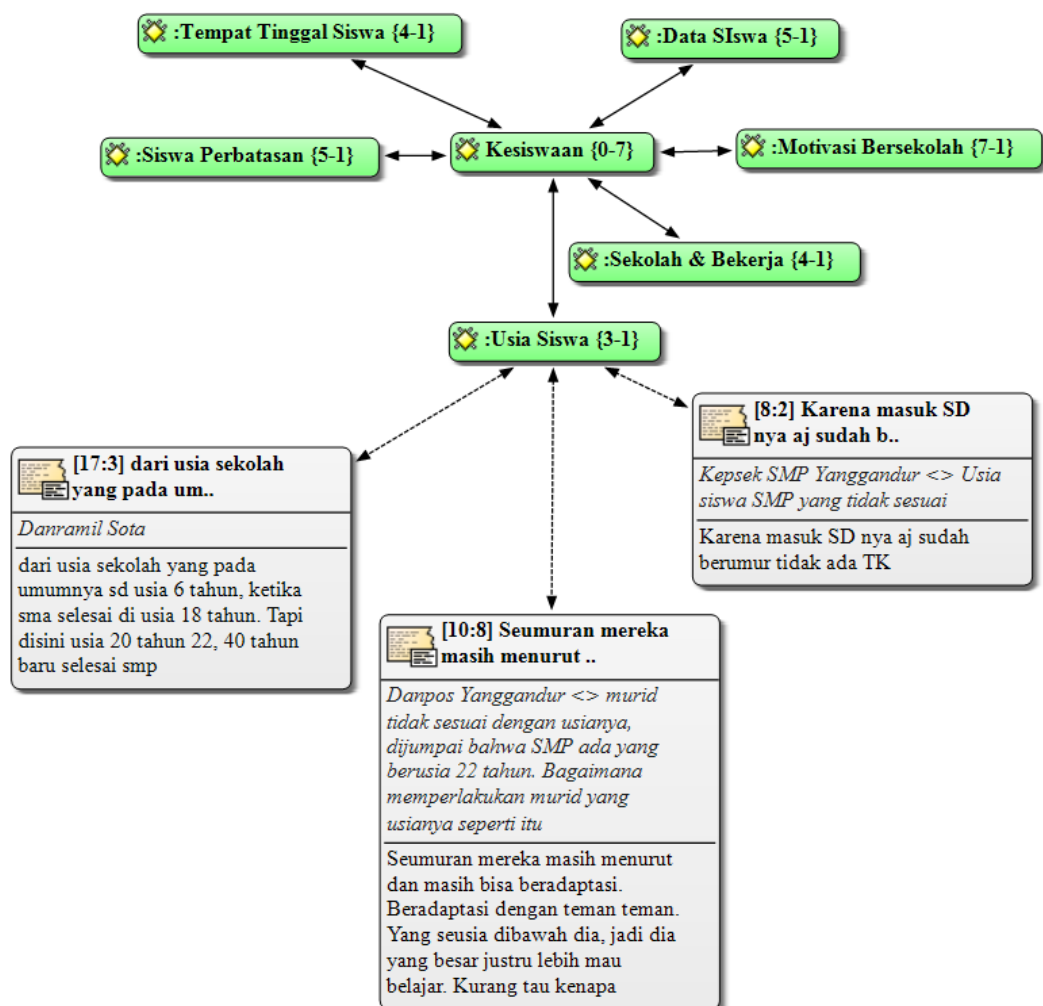 :Tempat Tinggal Siswa {4-1}
:Data SIswa {5-1}
:Siswa Perbatasan {5-1}
Kesiswaan {0-7}
:Motivasi Bersekolah {7-1}
:Sekolah & Bekerja {4-1}
:Usia Siswa {3-1}
[8:2] Karena masuk SD
nya aj sudah b..
Kepsek SMP Yanggandur <> Usia
siswa SMP yang tidak sesuai
Karena masuk SD nya aj sudah
berumur tidak ada TK
[17:3] dari usia sekolah
yang pada um..
Danramil Sota
dari usia sekolah yang pada
umumnya sd usia 6 tahun, ketika
sma selesai di usia 18 tahun. Tapi
disini usia 20 tahun 22, 40 tahun
baru selesai smp
[10:8] Seumuran mereka
masih menurut ..
Danpos Yanggandur <> murid
tidak sesuai dengan usianya,
dijumpai bahwa SMP ada yang
berusia 22 tahun. Bagaimana
memperlakukan murid yang
usianya seperti itu
Seumuran mereka masih menurut
dan masih bisa beradaptasi.
Beradaptasi dengan teman teman.
Yang seusia dibawah dia, jadi dia
yang besar justru lebih mau
belajar. Kurang tau kenapa